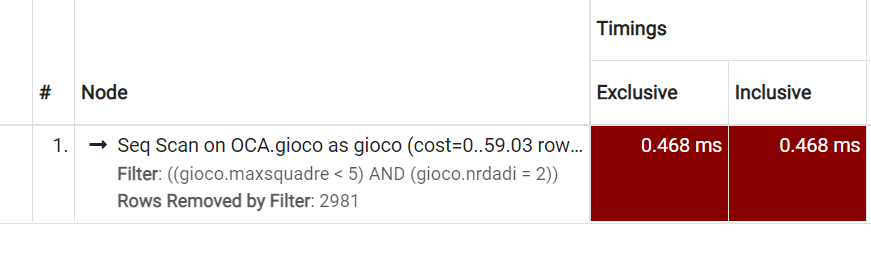 Timings
# Node Exclusive Inclusive
1. → Seq Scan on OCA.gioco as gioco (cost=0..59.03 row... 0.468 ms 0.468 ms
Filter: ((gioco.maxsquadre < 5) AND (gioco.nrdadi = 2))
Rows Removed by Filter: 2981